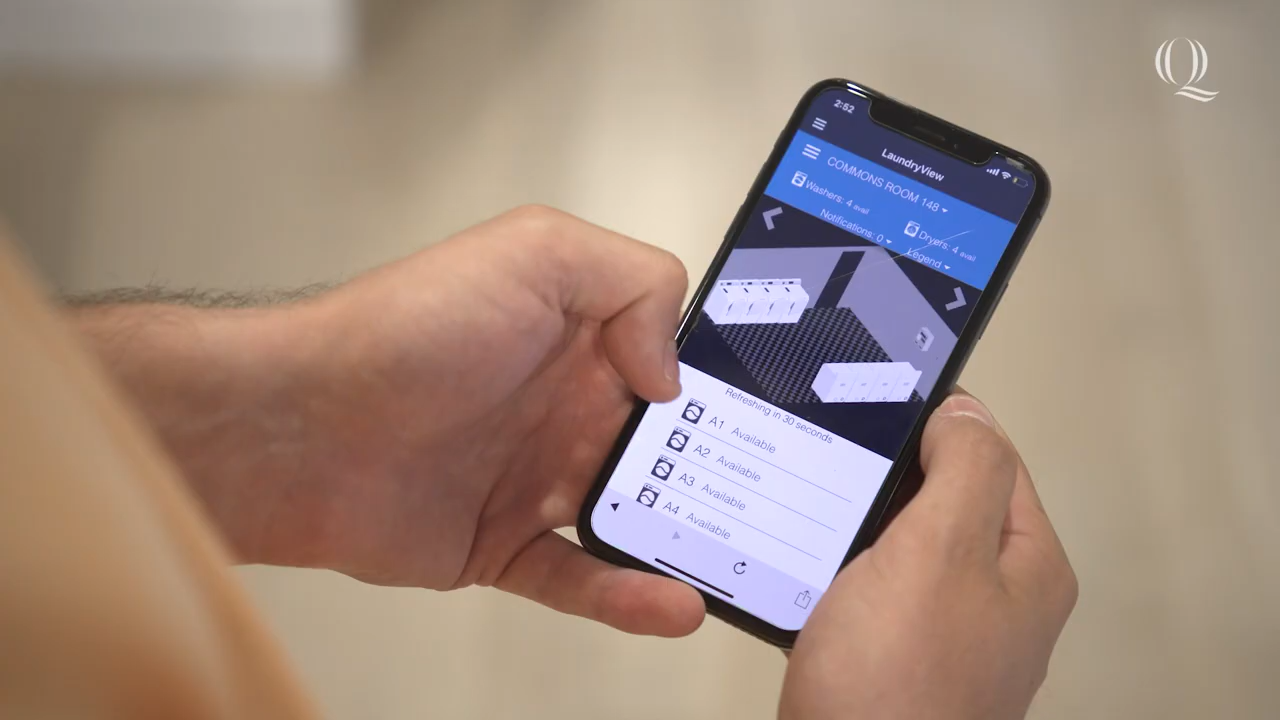 Q
2:52
LaundryView
COMMONS ROOM 148
Washers: 4 avail
Dryers: 4 avail
Notifications: 0
Legend
Refreshing in 30 seconds
A1 Available
A2 Available
A3 Available
A4 Available